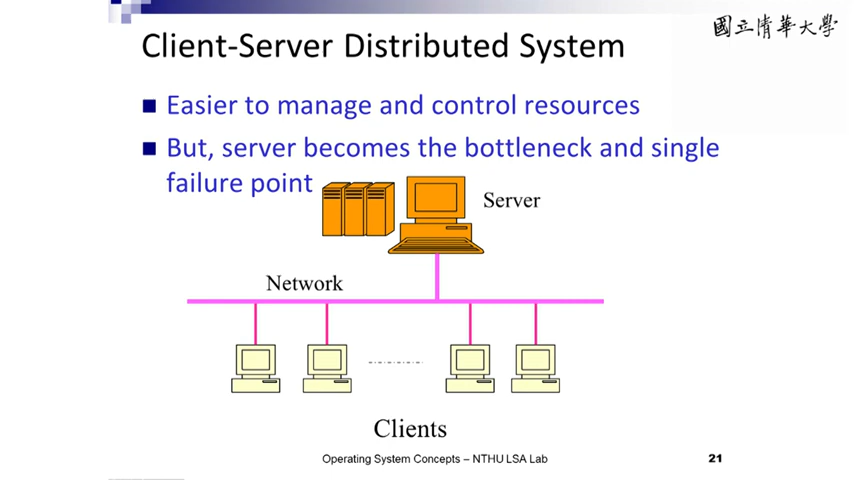 國立清華大學
Client-Server Distributed System
Easier to manage and control resources
But, server becomes the bottleneck and single
failure point
Server
Network
Clients
Operating System Concepts – NTHU LSA Lab
21